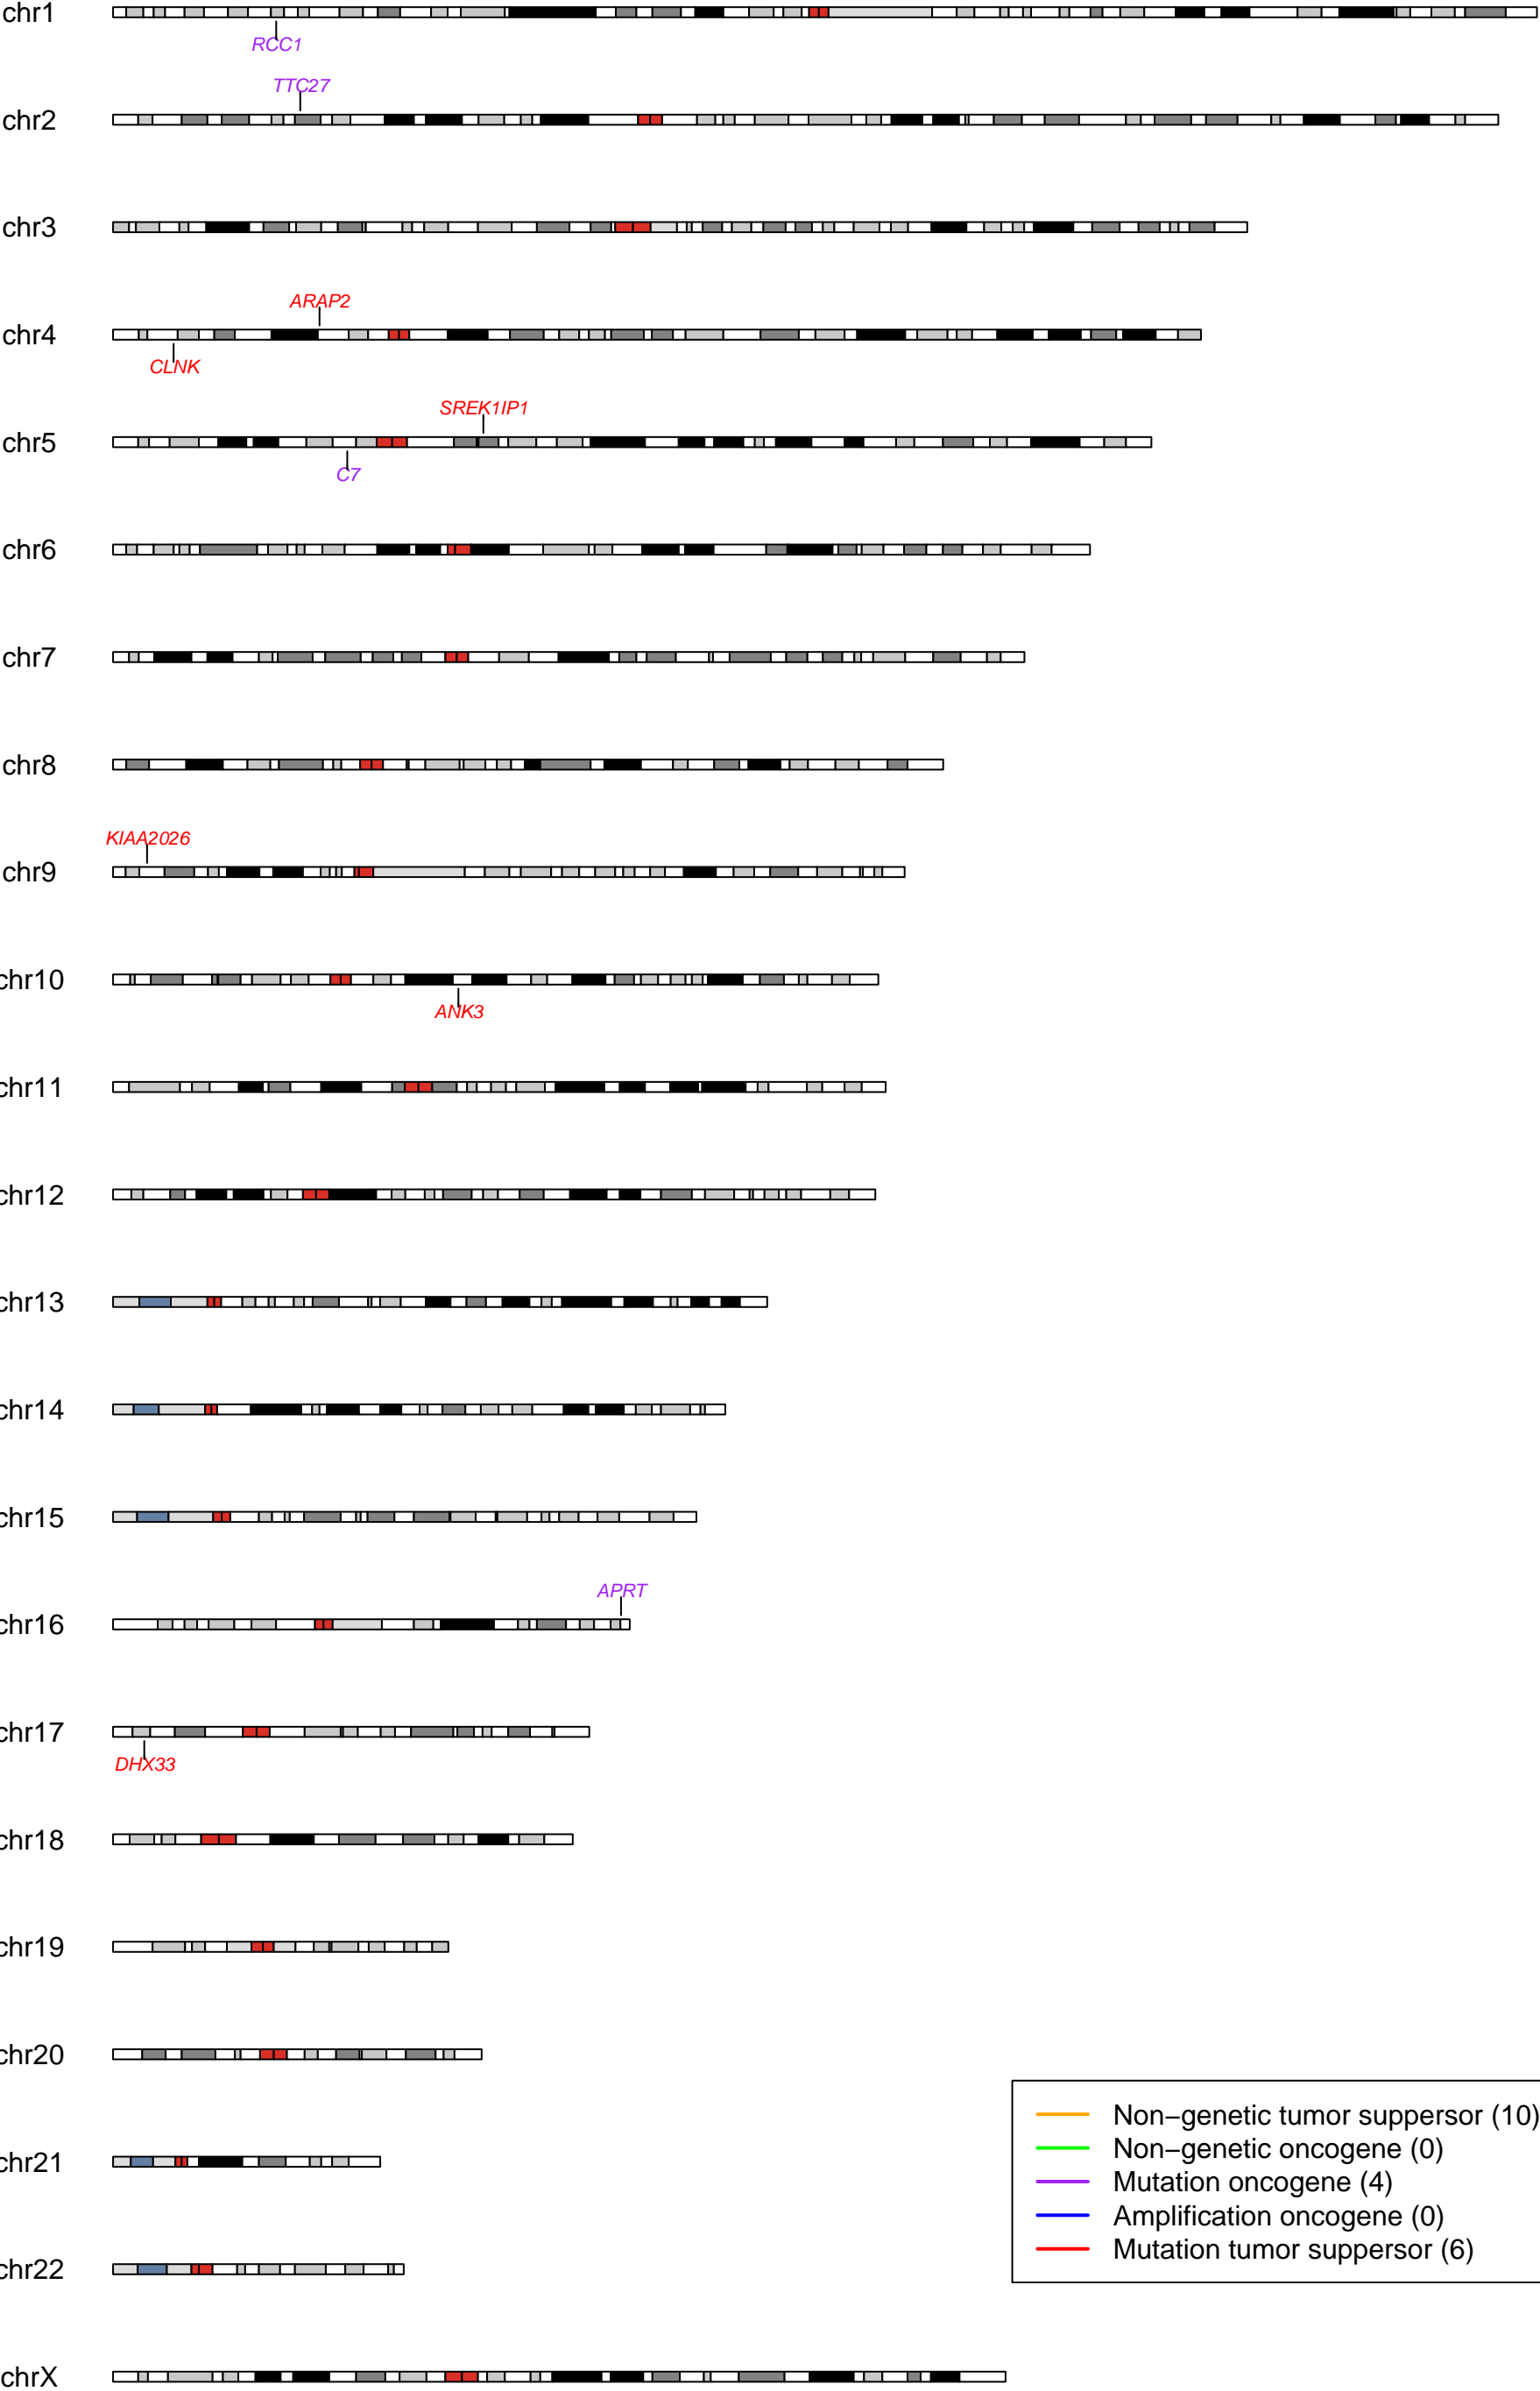 chr1
RCC1
TTC27
chr2
chr3
ARAP2
chr4
CLNK
SREK1IP1
chr5
C7
chr6
chr7
chr8
KIAA2026
chr9
chr10
ANK3
chr11
chr12
chr13
chr14
chr15
APRT
chr16
chr17
DHX33
chr18
chr19
chr20
Non−genetic tumor suppersor (10)
Non−genetic oncogene (0)
chr21
Mutation oncogene (4)
Amplification oncogene (0)
Mutation tumor suppersor (6)
chr22
chrX